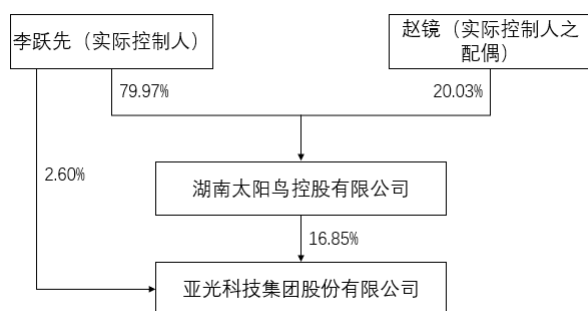 李跃先（实际控制人）
赵镜（实际控制人之
配偶）
79.97%
20.03%
2.60%
湖南太阳鸟控股有限公司
16.85%
亚光科技集团股份有限公司